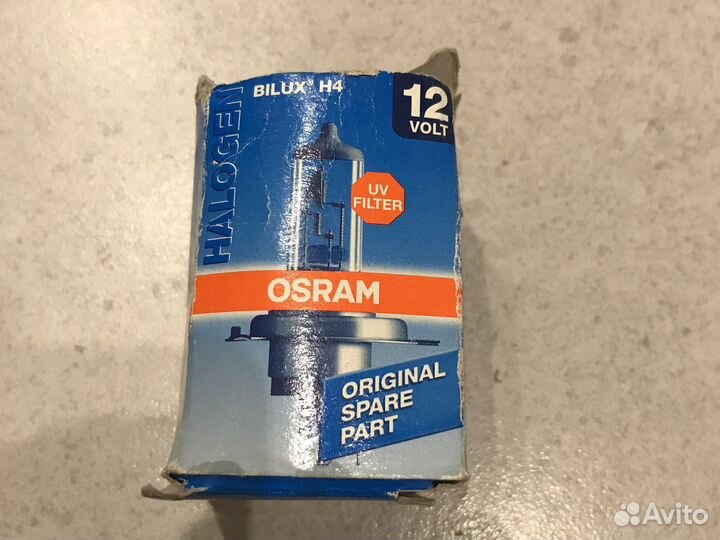 HALOGEN
BILUX® H4
12
VOLT
UV
FILTER
OSRAM
ORIGINAL
SPARE
PART
Avito